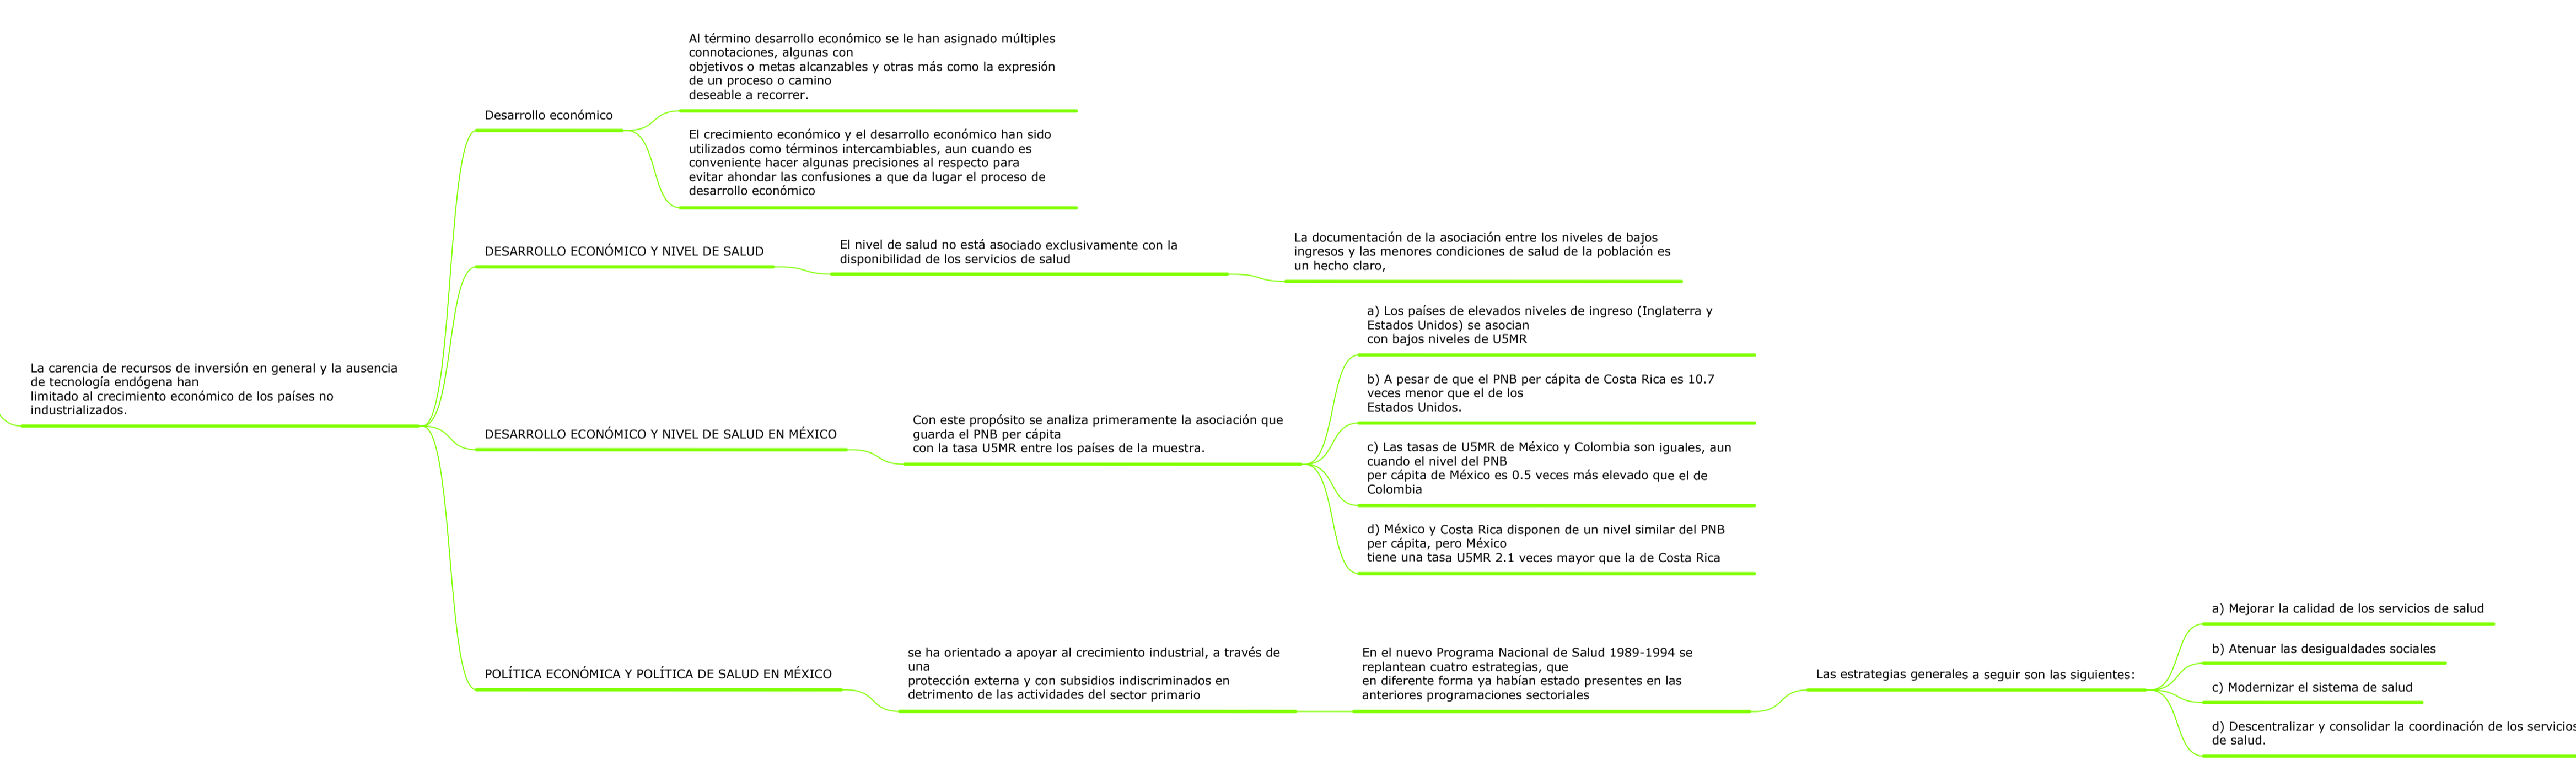 La carencia de recursos de inversión en general y la ausencia
de tecnología endógena han
limitado al crecimiento económico de los países no
industrializados.
Desarrollo económico
Al término desarrollo económico se le han asignado múltiples
connotaciones, algunas con
objetivos o metas alcanzables y otras más como la expresión
de un proceso o camino
deseable a recorrer.
El crecimiento económico y el desarrollo económico han sido
utilizados como términos intercambiables, aun cuando es
conveniente hacer algunas precisiones al respecto para
evitar ahondar las confusiones a que da lugar el proceso de
desarrollo económico
DESARROLLO ECONÓMICO Y NIVEL DE SALUD
El nivel de salud no está asociado exclusivamente con la
disponibilidad de los servicios de salud
La documentación de la asociación entre los niveles de bajos
ingresos y las menores condiciones de salud de la población es
un hecho claro,
DESARROLLO ECONÓMICO Y NIVEL DE SALUD EN MÉXICO
Con este propósito se analiza primeramente la asociación que
guarda el PNB per cápita
con la tasa U5MR entre los países de la muestra.
a) Los países de elevados niveles de ingreso (Inglaterra y
Estados Unidos) se asocian
con bajos niveles de U5MR
b) A pesar de que el PNB per cápita de Costa Rica es 10.7
veces menor que el de los
Estados Unidos.
c) Las tasas de U5MR de México y Colombia son iguales, aun
cuando el nivel del PNB
per cápita de México es 0.5 veces más elevado que el de
Colombia
d) México y Costa Rica disponen de un nivel similar del PNB
per cápita, pero México
tiene una tasa U5MR 2.1 veces mayor que la de Costa Rica
POLÍTICA ECONÓMICA Y POLÍTICA DE SALUD EN MÉXICO
se ha orientado a apoyar al crecimiento industrial, a través de
una
protección externa y con subsidios indiscriminados en
detrimento de las actividades del sector primario
En el nuevo Programa Nacional de Salud 1989-1994 se
replantean cuatro estrategias, que
en diferente forma ya habían estado presentes en las
anteriores programaciones sectoriales
Las estrategias generales a seguir son las siguientes:
a) Mejorar la calidad de los servicios de salud
b) Atenuar las desigualdades sociales
c) Modernizar el sistema de salud
d) Descentralizar y consolidar la coordinación de los servicios
de salud.